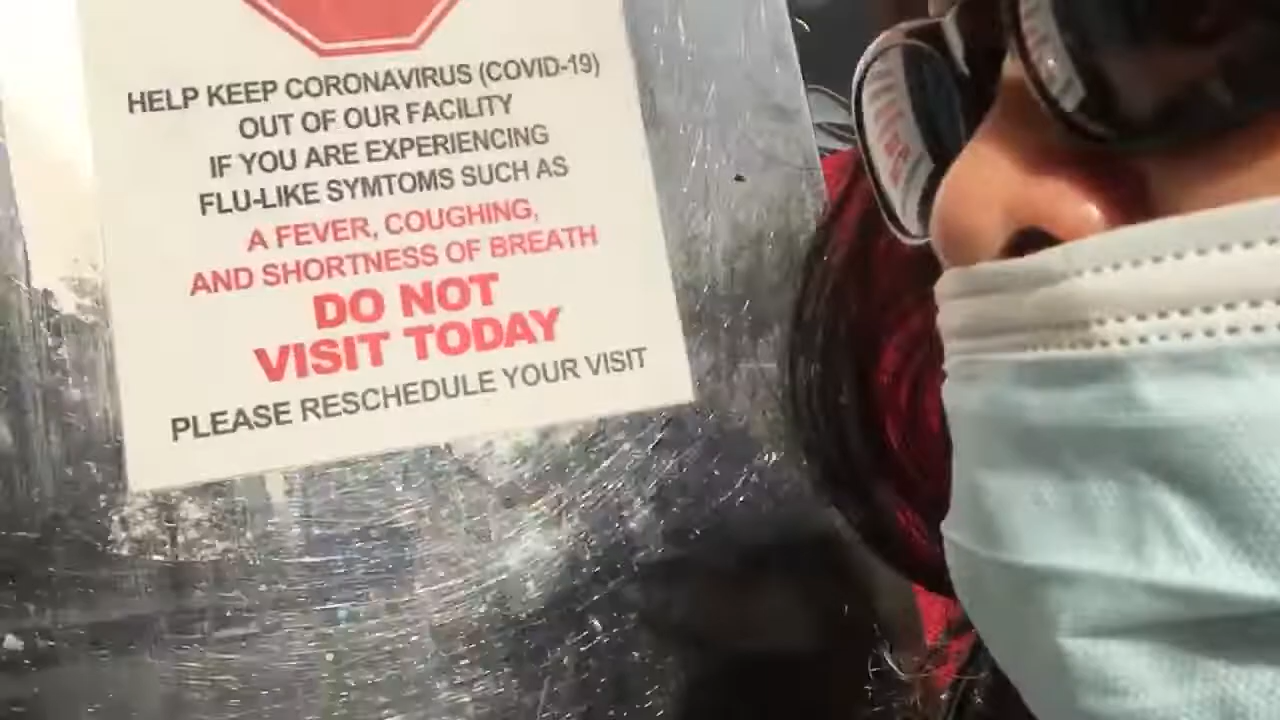 HELP KEEP CORONAVIRUS (COVID-19)
OUT OF OUR FACILITY
IF YOU ARE EXPERIENCING
FLU-LIKE SYMTOMS SUCH AS
A FEVER, COUGHING,
AND SHORTNESS OF BREATH
DO NOT
VISIT TODAY
PLEASE RESCHEDULE YOUR VISIT